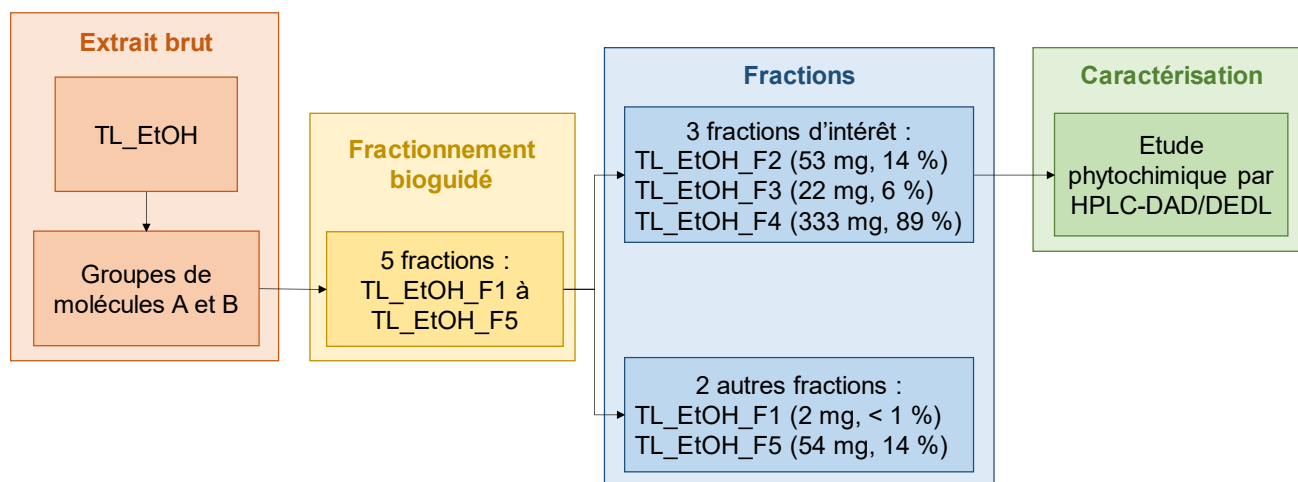 Extrait brut
TL_EtOH
Groupes de
molécules A et B
Fractionnement
bioguidé
5 fractions :
TL_EtOH_F1 à
TL_EtOH_F5
Fractions
3 fractions d’intérêt :
TL_EtOH_F2 (53 mg, 14 %)
TL_EtOH_F3 (22 mg, 6 %)
TL_EtOH_F4 (333 mg, 89 %)
2 autres fractions :
TL_EtOH_F1 (2 mg, < 1 %)
TL_EtOH_F5 (54 mg, 14 %)
Caractérisation
Etude
phytochimique par
HPLC-DAD/DEDL